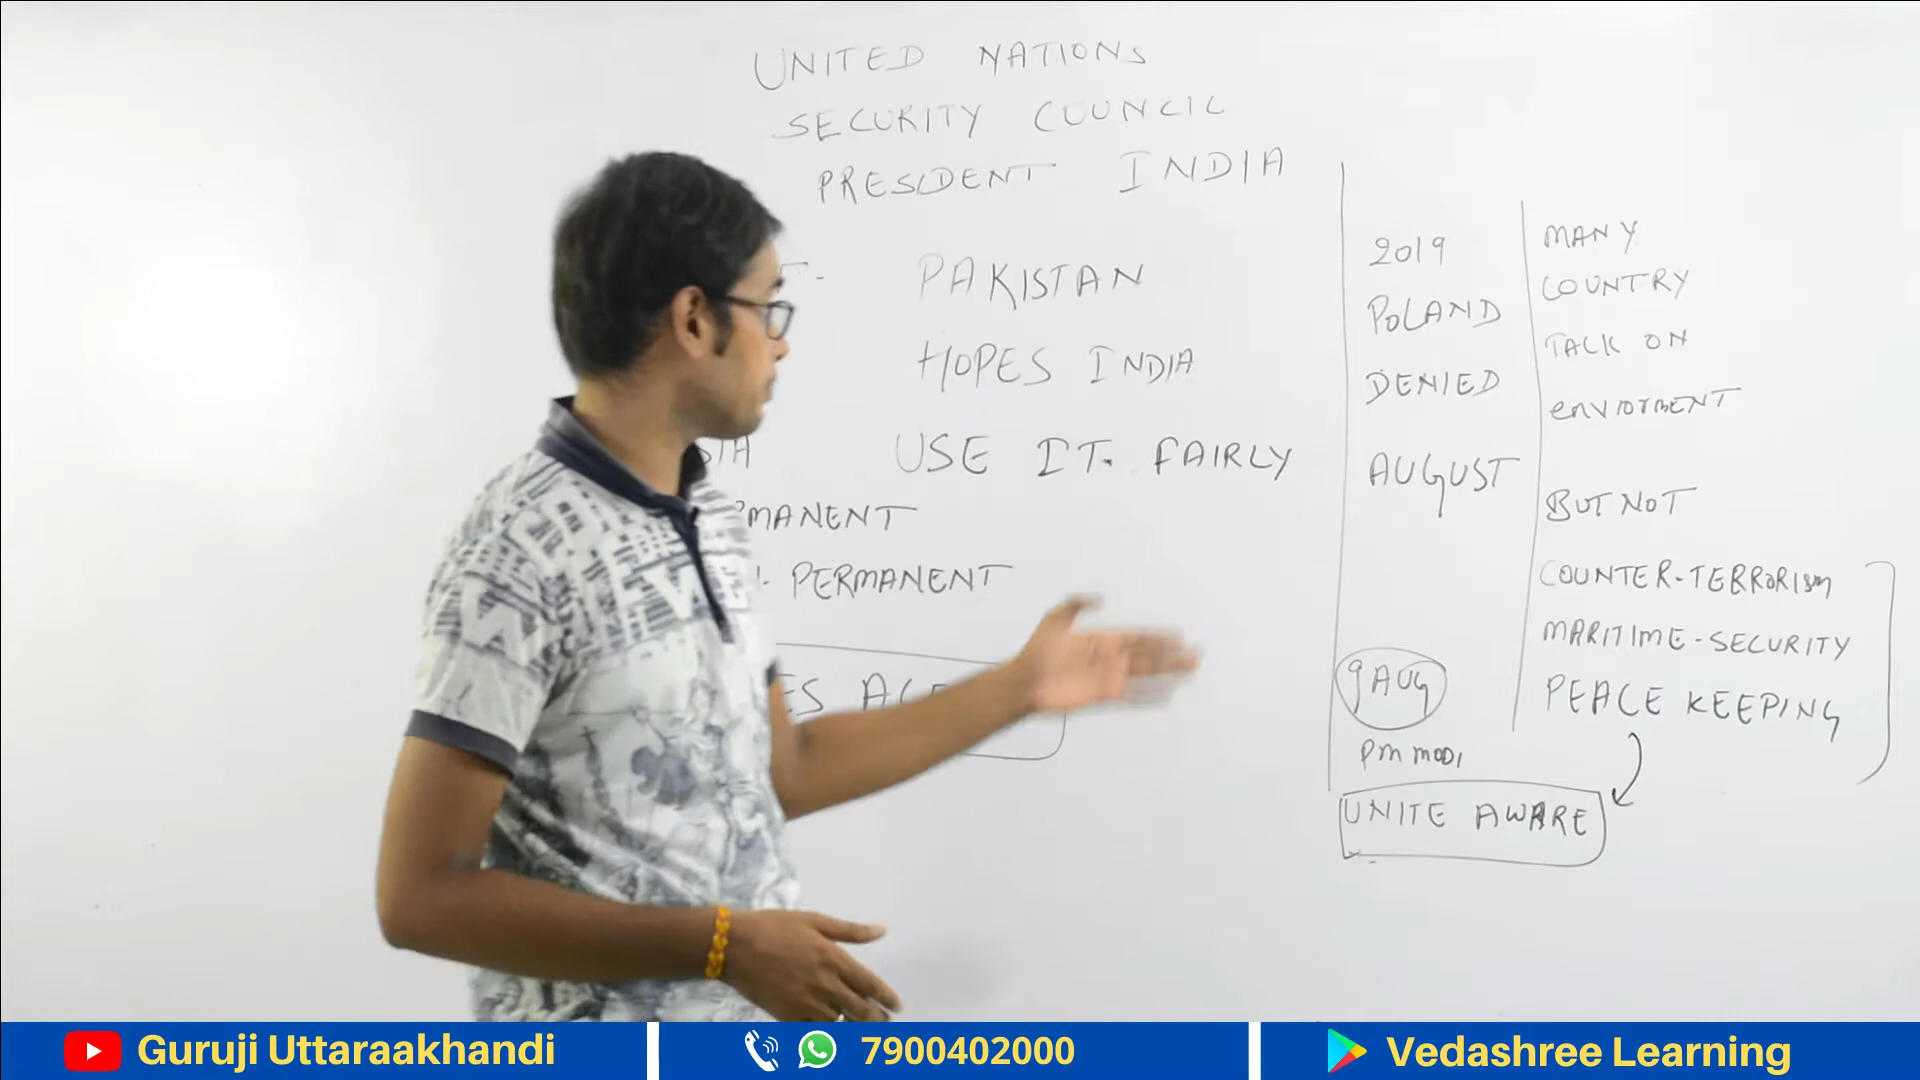 UNITED NATIONS
SECURITY COUNCIL
PRESIDENT INDIA
PAKISTAN
HOPES INDIA
USE IT. FAIRLY
MANENT
PERMANENT
2019
POLAND
DENIED
AUGUST
9 AUG
PM MODI
UNITE AWARE
MANY
COUNTRY
TALK ON
ENVIORMENT
BUT NOT
COUNTER-TERRORISM
MARITIME-SECURITY
PEACE KEEPING
Guruji Uttaraakhandi
7900402000
Vedashree Learning